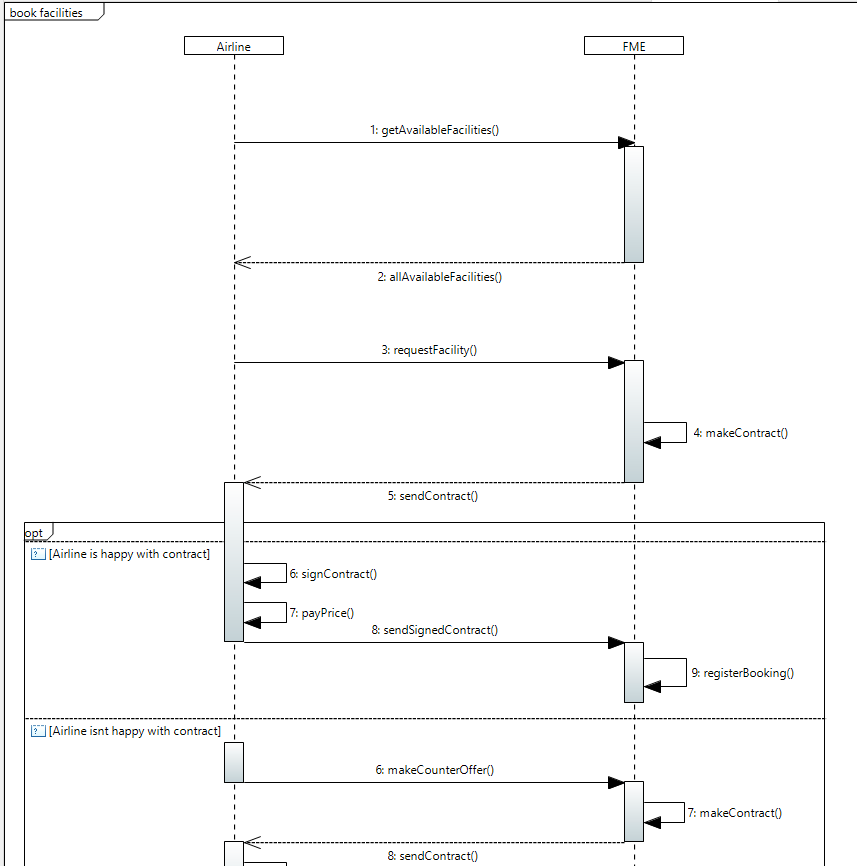 book facilities
Airline
FME
1: getAvailableFacilities()
2: allAvailableFacilities()
3: requestFacility()
4: makeContract()
5: sendContract()
opt
[Airline is happy with contract]
6: signContract()
7: payPrice()
8: sendSignedContract()
9: registerBooking()
[Airline isnt happy with contract]
6: makeCounterOffer()
7: makeContract()
8: sendContract()